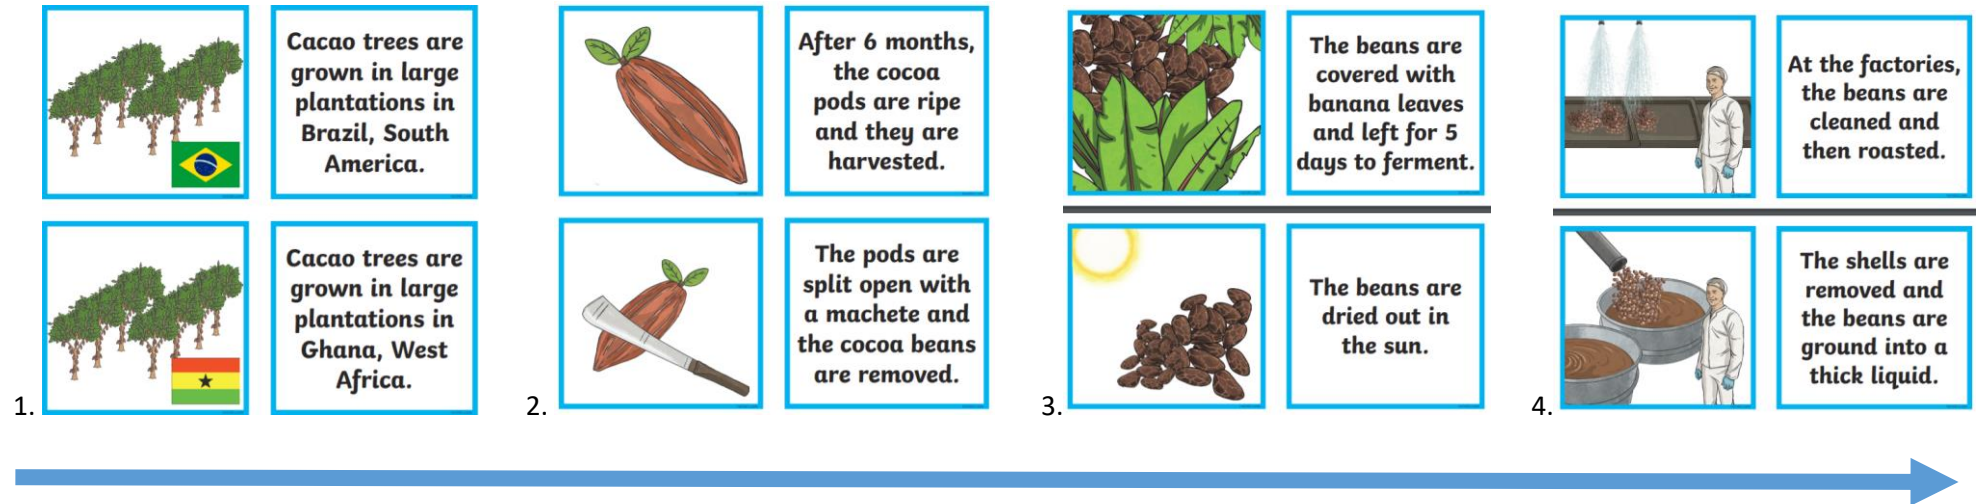 Cacao trees are
grown in large
plantations in
Brazil, South
America.
Cacao trees are
grown in large
plantations in
Ghana, West
Africa.
1.
After 6 months,
the cocoa
pods are ripe
and they are
harvested.
The pods are
split open with
a machete and
the cocoa beans
are removed.
2.
The beans are
covered with
banana leaves
and left for 5
days to ferment.
The beans are
dried out in
the sun.
3.
At the factories,
the beans are
cleaned and
then roasted.
The shells are
removed and
the beans are
ground into a
thick liquid.
4.